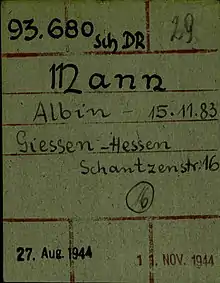 93.680 Sch DR 29
Mann
Albin - 15.11.83
Giessen-Hessen
Schantzenstr. 16
16
27. Aug. 1944 11. NOV. 1944